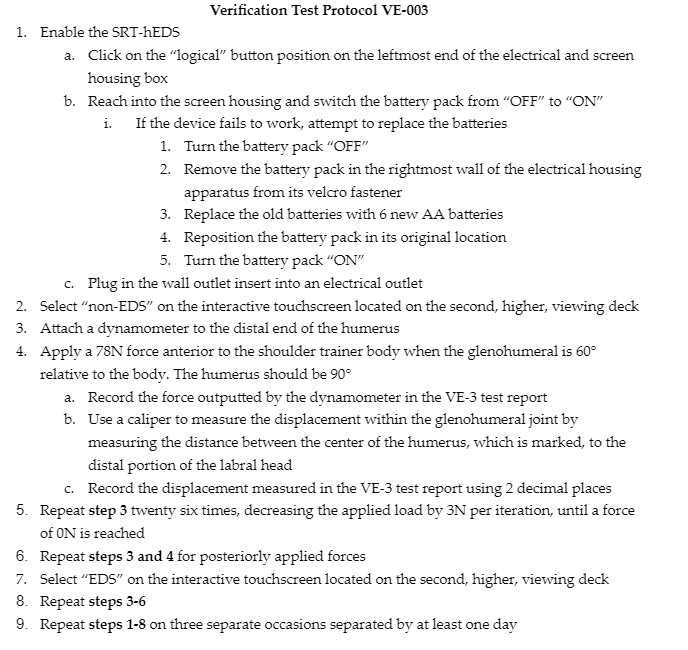 Verification Test Protocol VE-003
1. Enable the SRT-hEDS
a. Click on the “logical” button position on the leftmost end of the electrical and screen
housing box
b. Reach into the screen housing and switch the battery pack from “OFF” to “ON”
i. If the device fails to work, attempt to replace the batteries
1. Turn the battery pack “OFF”
2. Remove the battery pack in the rightmost wall of the electrical housing
apparatus from its velcro fastener
3. Replace the old batteries with 6 new AA batteries
4. Reposition the battery pack in its original location
5. Turn the battery pack “ON”
c. Plug in the wall outlet insert into an electrical outlet
2. Select “non-EDS” on the interactive touchscreen located on the second, higher, viewing deck
3. Attach a dynamometer to the distal end of the humerus
4. Apply a 78N force anterior to the shoulder trainer body when the glenohumeral is 60°
relative to the body. The humerus should be 90°
a. Record the force outputted by the dynamometer in the VE-3 test report
b. Use a caliper to measure the displacement within the glenohumeral joint by
measuring the distance between the center of the humerus, which is marked, to the
distal portion of the labral head
c. Record the displacement measured in the VE-3 test report using 2 decimal places
5. Repeat step 3 twenty six times, decreasing the applied load by 3N per iteration, until a force
of 0N is reached
6. Repeat steps 3 and 4 for posteriorly applied forces
7. Select “EDS” on the interactive touchscreen located on the second, higher, viewing deck
8. Repeat steps 3-6
9. Repeat steps 1-8 on three separate occasions separated by at least one day